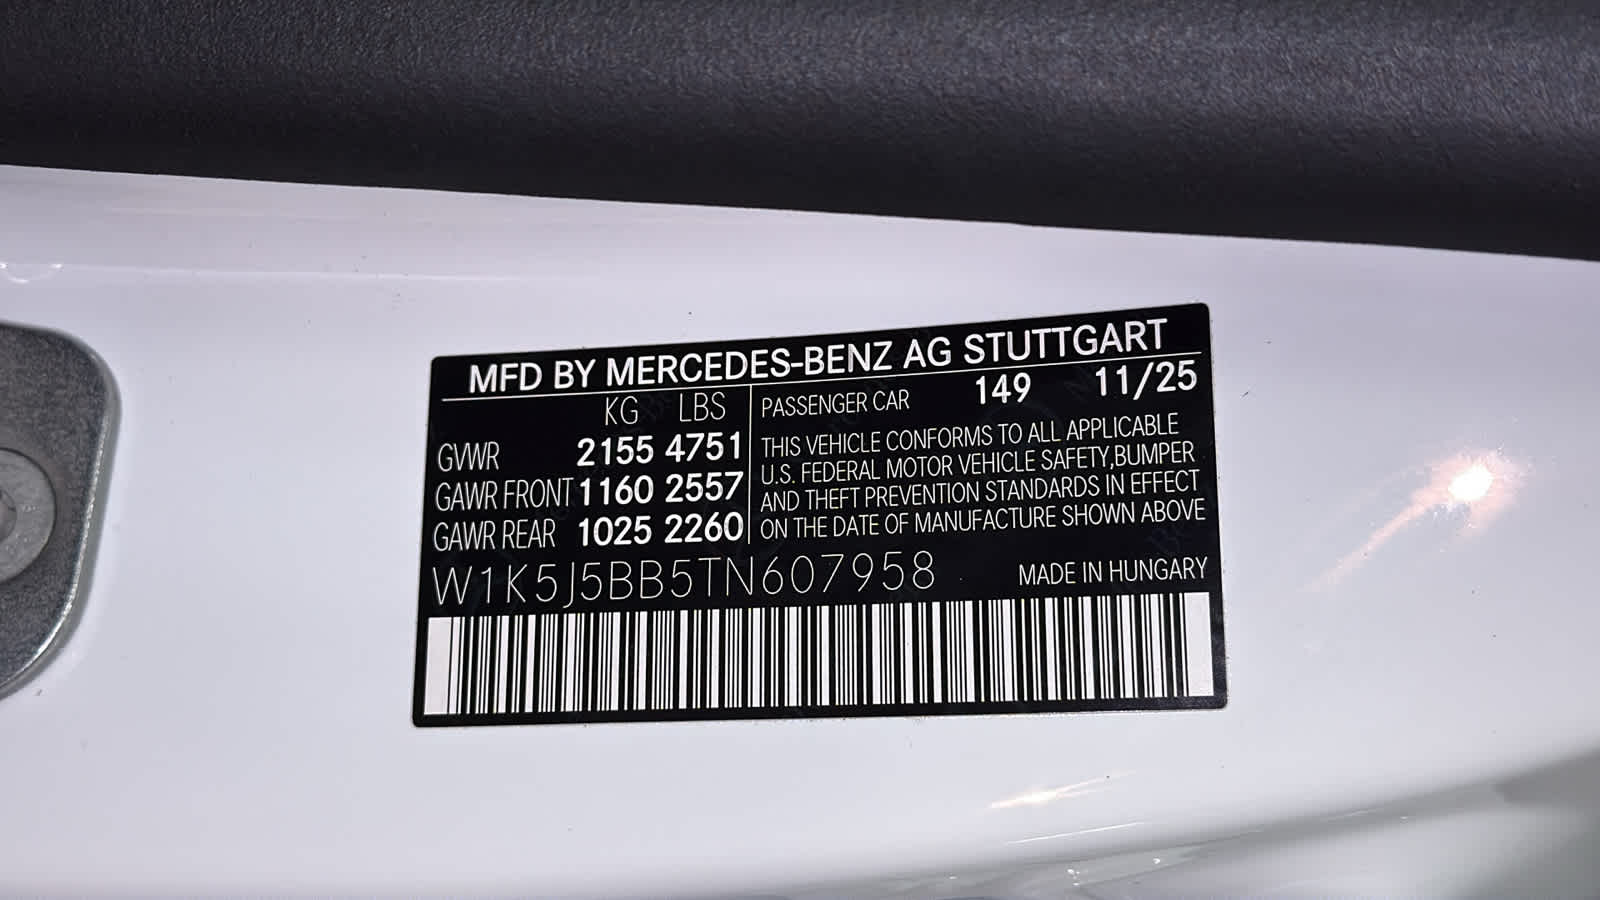 MFD BY MERCEDES-BENZ AG STUTTGART
KG LBS
GVWR 2155 4751
GAWR FRONT 1160 2557
GAWR REAR 1025 2260
PASSENGER CAR 149 11/25
THIS VEHICLE CONFORMS TO ALL APPLICABLE
U.S. FEDERAL MOTOR VEHICLE SAFETY,BUMPER
AND THEFT PREVENTION STANDARDS IN EFFECT
ON THE DATE OF MANUFACTURE SHOWN ABOVE
W1K5J5BB5TN607958 MADE IN HUNGARY